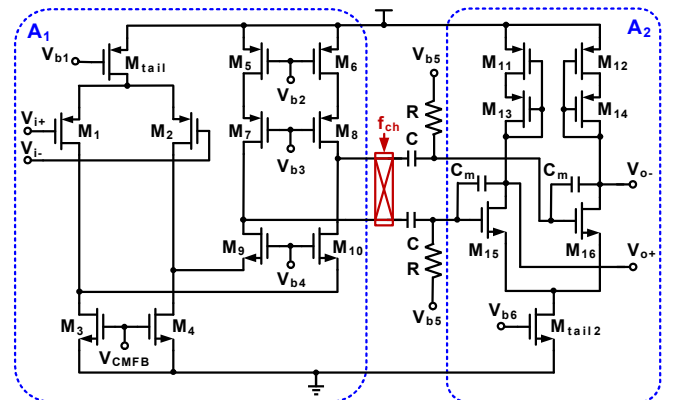 A1
A2
Vb1
Mtail
M5
M6
Vb2
Vb5
M11
M12
Vi+
M1
M2
M7
M8
fch
R
C
M13
M14
Vi-
Vb3
Cm
Cm
Vo-
M9
M10
C
M15
M16
Vb4
R
Vo+
M3
M4
Vb5
Vb6
Mtail2
VCMFB